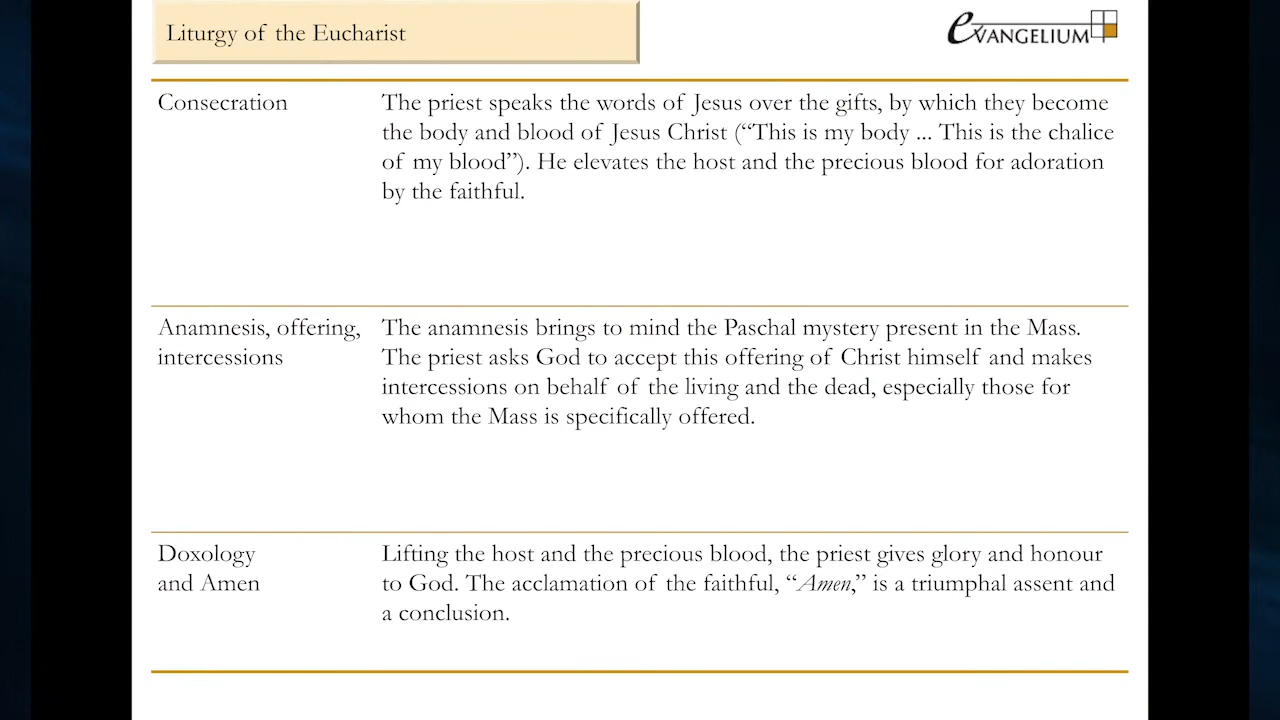 Liturgy of the Eucharist
eVANGELIUM
Consecration
The priest speaks the words of Jesus over the gifts, by which they become
the body and blood of Jesus Christ (“This is my body ... This is the chalice
of my blood”). He elevates the host and the precious blood for adoration
by the faithful.
Anamnesis, offering,
intercessions
The anamnesis brings to mind the Paschal mystery present in the Mass.
The priest asks God to accept this offering of Christ himself and makes
intercessions on behalf of the living and the dead, especially those for
whom the Mass is specifically offered.
Doxology
and Amen
Lifting the host and the precious blood, the priest gives glory and honour
to God. The acclamation of the faithful, “Amen,” is a triumphal assent and
a conclusion.